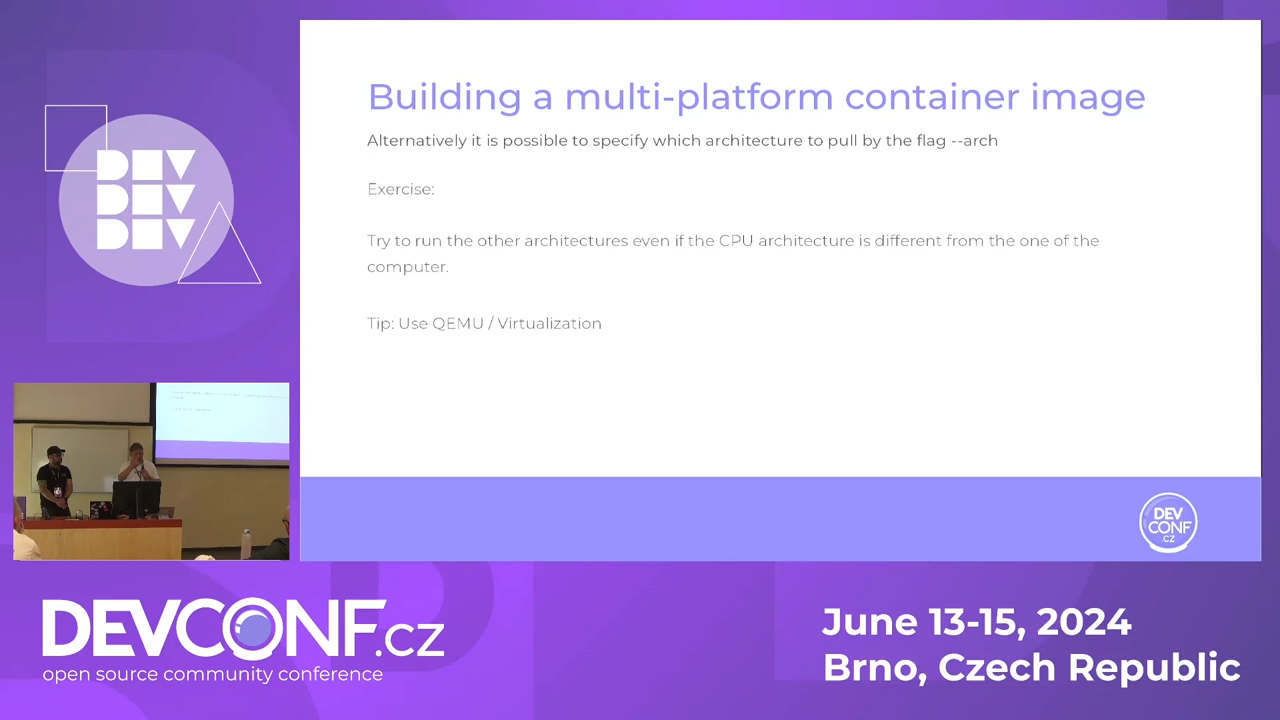 DEV
DEV
DEV
Building a multi-platform container image
Alternatively it is possible to specify which architecture to pull by the flag --arch
Exercise:
Try to run the other architectures even if the CPU architecture is different from the one of the
computer.
Tip: Use QEMU / Virtualization
DEV
CONF
.CZ
DEVCONF.cz
open source community conference
June 13-15, 2024
Brno, Czech Republic